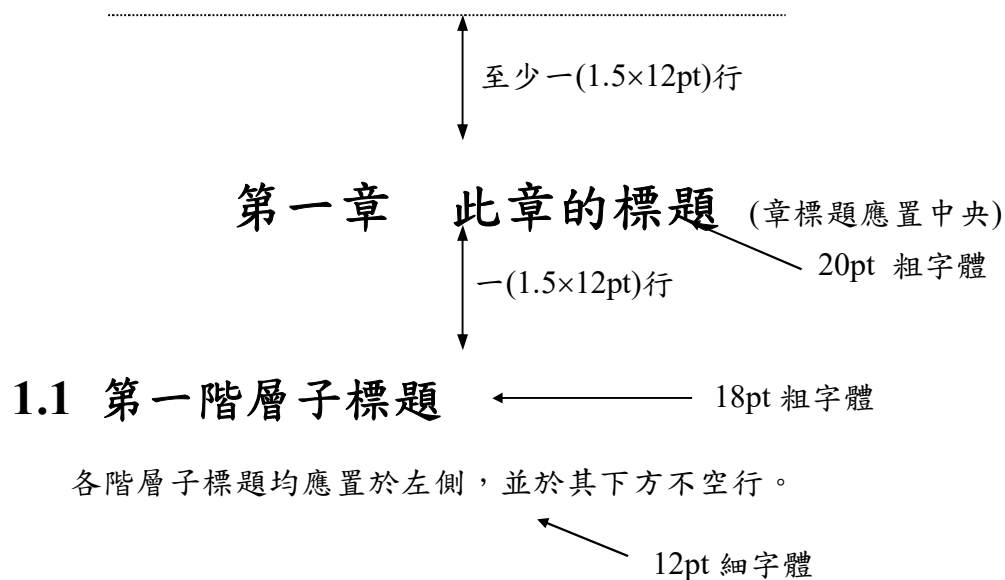 至少一(1.5×12pt)行
第一章 此章的標題 (章標題應置中央)
20pt 粗字體
一(1.5×12pt)行
1.1 第一階層子標題
18pt 粗字體
各階層子標題均應置於左側，並於其下方不空行。
12pt 細字體